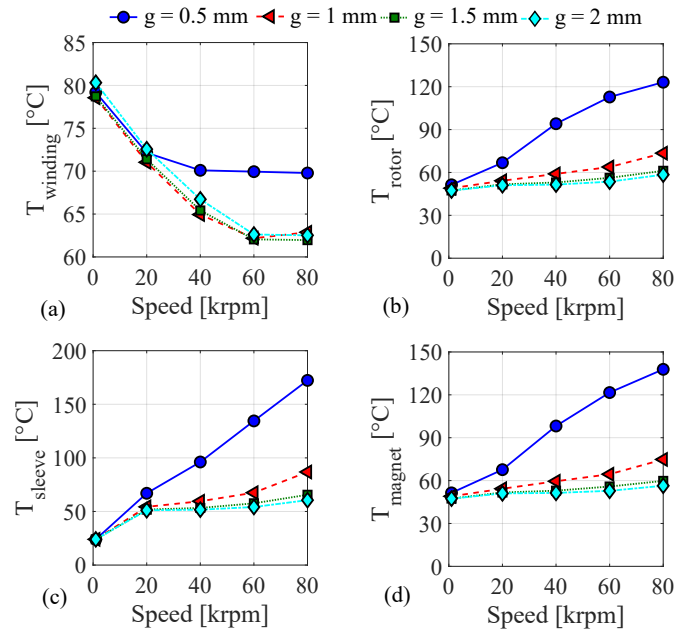 g = 0.5 mm g = 1 mm g = 1.5 mm g = 2 mm
85
80
75
70
65
60
T_winding [°C]
0 20 40 60 80
Speed [krpm]
(a)
150
120
90
60
30
0
T_rotor [°C]
0 20 40 60 80
Speed [krpm]
(b)
200
150
100
50
0
T_sleeve [°C]
0 20 40 60 80
Speed [krpm]
(c)
150
120
90
60
30
0
T_magnet [°C]
0 20 40 60 80
Speed [krpm]
(d)